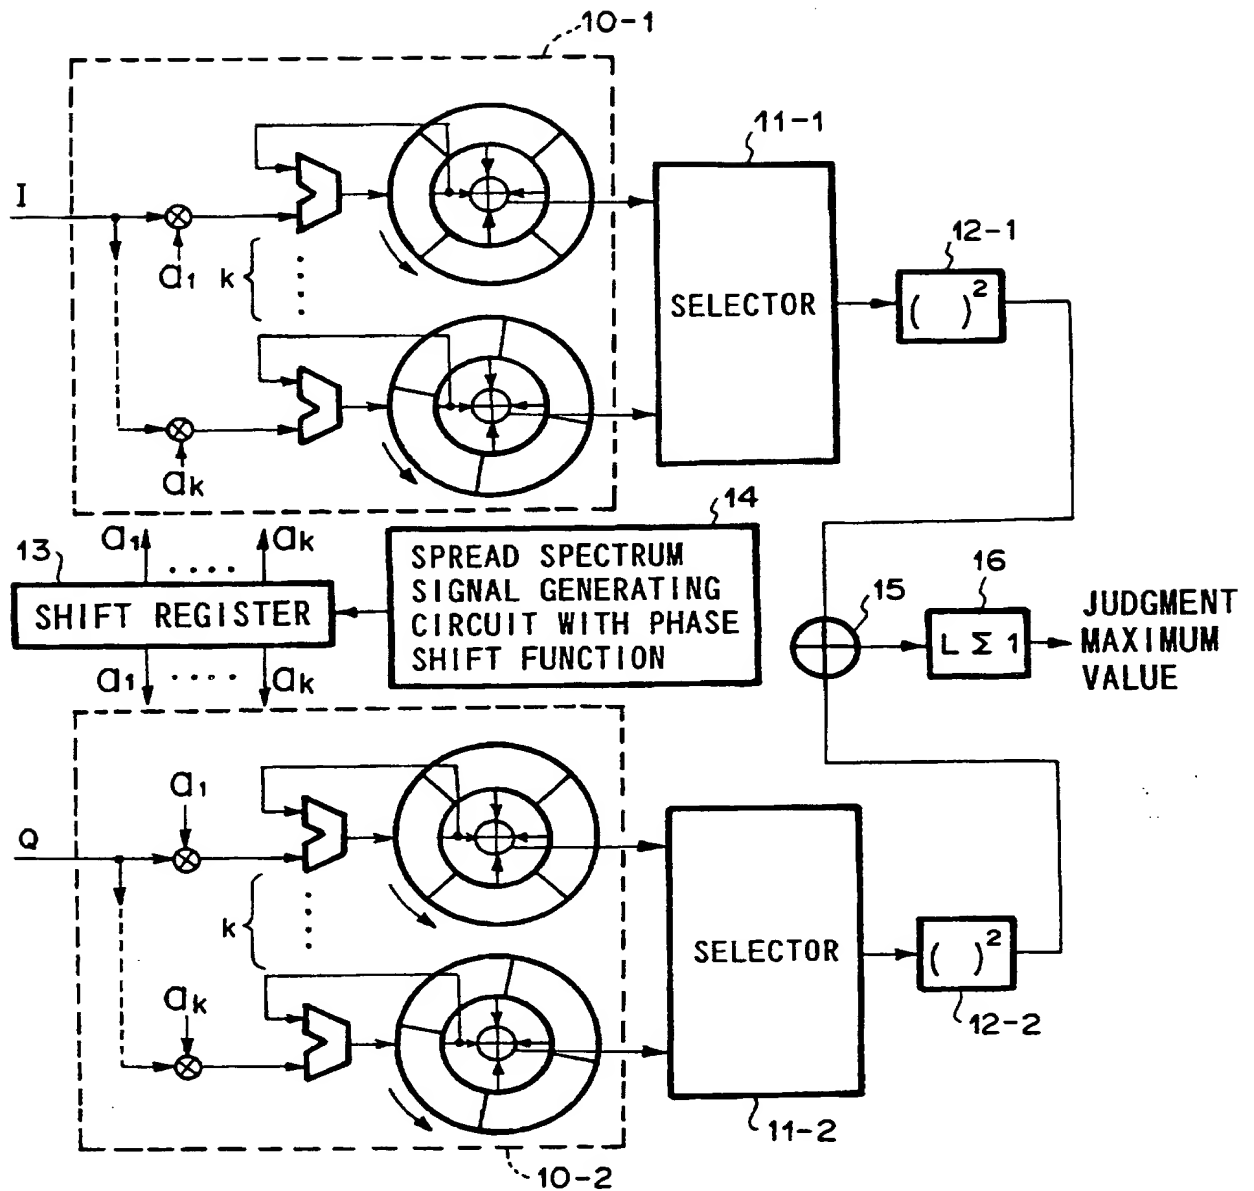 10-1
11-1
I
a1
k
SELECTOR
12-1
( )²
ak
13
a1
ak
SHIFT REGISTER
a1
ak
14
SPREAD SPECTRUM
SIGNAL GENERATING
CIRCUIT WITH PHASE
SHIFT FUNCTION
15
16
L Σ 1
JUDGMENT
MAXIMUM
VALUE
a1
Q
k
ak
SELECTOR
( )²
12-2
11-2
10-2